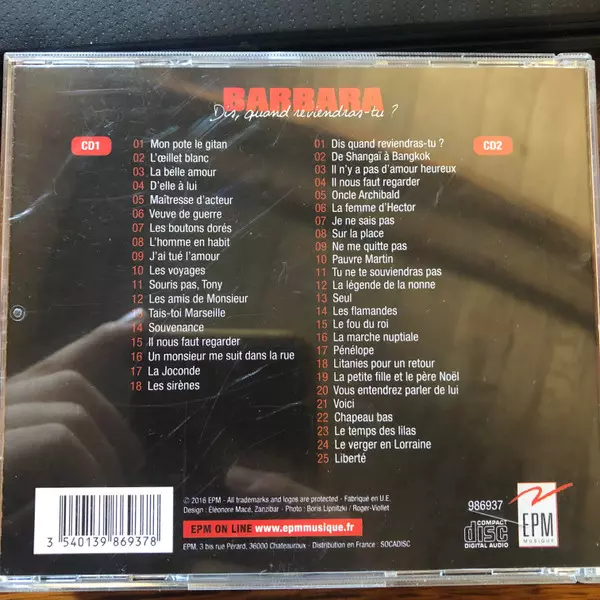 BARBARA
Dis, quand reviendras-tu ?
CD1
01 Mon pote le gitan
02 L'œillet blanc
03 La belle amour
04 D'elle à lui
05 Maîtresse d'acteur
06 Veuve de guerre
07 Les boutons dorés
08 L'homme en habit
09 J'ai tué l'amour
10 Les voyages
11 Souris pas, Tony
12 Les amis de Monsieur
13 Tais-toi Marseille
14 Souvenance
15 Il nous faut regarder
16 Un monsieur me suit dans la rue
17 La Joconde
18 Les sirènes
CD2
01 Dis quand reviendras-tu ?
02 De Shangaï à Bangkok
03 Il n'y a pas d'amour heureux
04 Il nous faut regarder
05 Oncle Archibald
06 La femme d'Hector
07 Je ne sais pas
08 Sur la place
09 Ne me quitte pas
10 Pauvre Martin
11 Tu ne te souviendras pas
12 La légende de la nonne
13 Seul
14 Les flamandes
15 Le fou du roi
16 La marche nuptiale
17 Pénélope
18 Litanies pour un retour
19 La petite fille et le père Noël
20 Vous entendrez parler de lui
21 Voici
22 Chapeau bas
23 Le temps des lilas
24 Le verger en Lorraine
25 Liberté
3 540139 869378
© 2016 EPM - All trademarks and logos are protected - Fabriqué en U.E.
Design : Éléonore Macé, Zanzibar - Photo : Boris Lipnitzki / Roger-Viollet
EPM ON LINE www.epmmusique.fr
EPM, 3 bis rue Pérard, 36000 Chateauroux - Distribution en France SOCADISC
986937
COMPACT
disc
DIGITAL AUDIO
EPM
MUSIQUE